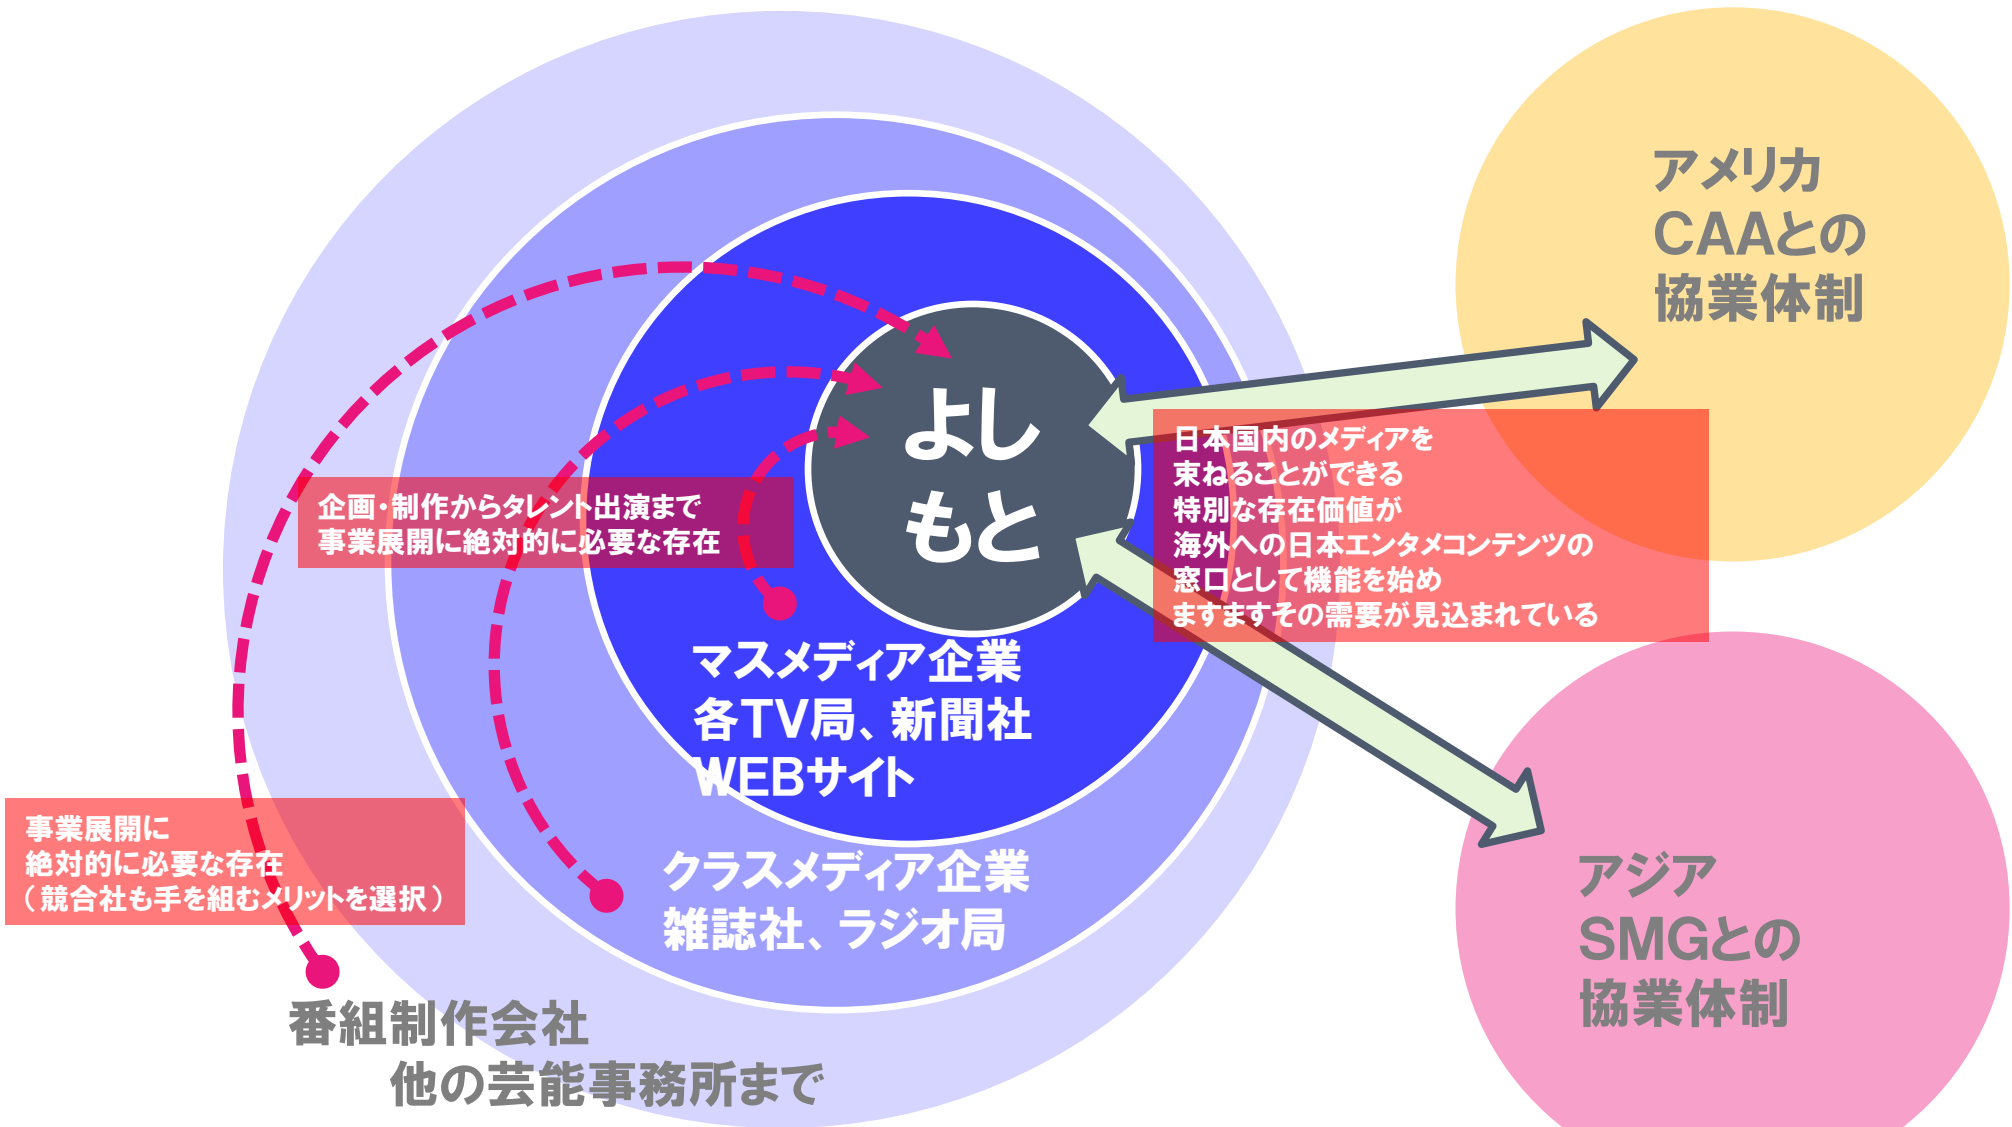 よし
もと
企画・制作からタレント出演まで
事業展開に絶対的に必要な存在
マスメディア企業
各TV局、新聞社
WEBサイト
クラスメディア企業
雑誌社、ラジオ局
事業展開に
絶対的に必要な存在
（競合社も手を組むメリットを選択）
番組制作会社
他の芸能事務所まで
アメリカ
CAAとの
協業体制
日本国内のメディアを
束ねることができる
特別な存在価値が
海外への日本エンタメコンテンツの
窓口として機能を始め
ますますその需要が見込まれている
アジア
SMGとの
協業体制